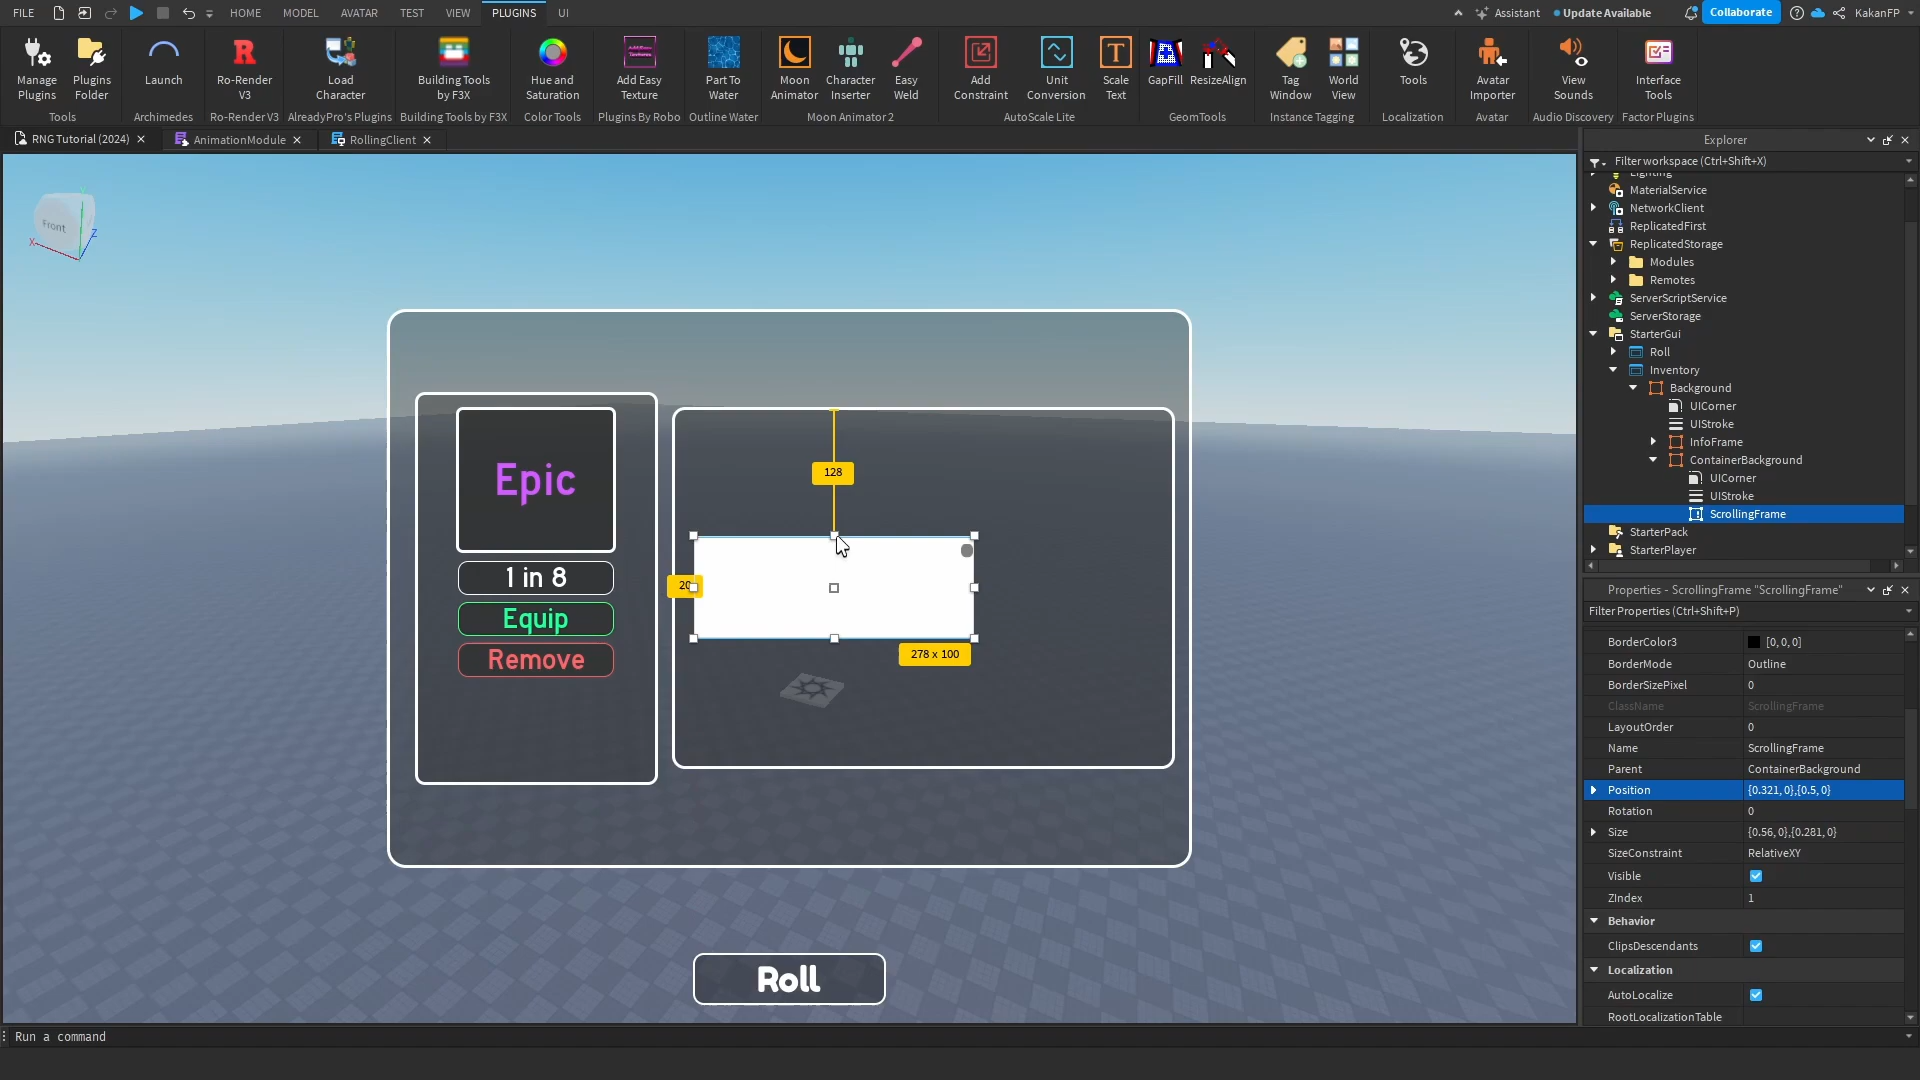 FILE HOME MODEL AVATAR TEST VIEW PLUGINS UI Assistant Update Available Collaborate KakanFP
Manage Plugins
Plugins Folder
Launch
Ro-Render V3
Load Character
Building Tools by F3X
Hue and Saturation
Add Easy Texture
Part To Water
Moon Animator
Character Inserter
Easy Weld
Add Constraint
Unit Conversion
Scale Text
GapFill
ResizeAlign
Tag Window
World View
Tools
Avatar Importer
View Sounds
Interface Tools
Tools Archimedes Ro-Render V3 AlreadyPro's Plugins Building Tools by F3X Color Tools Plugins By Robo Outline Water Moon Animator 2 AutoScale Lite GeomTools Instance Tagging Localization Avatar Audio Discovery Factor Plugins
RNG Tutorial (2024) AnimationModule RollingClient
Front
X
Z
Epic
1 in 8
Equip
Remove
128
20
278 x 100
Roll
Run a command
Explorer
Filter workspace (Ctrl+Shift+X)
Lighting
MaterialService
NetworkClient
ReplicatedFirst
ReplicatedStorage
Modules
Remotes
ServerScriptService
ServerStorage
StarterGui
Roll
Inventory
Background
UICorner
UIStroke
InfoFrame
ContainerBackground
UICorner
UIStroke
ScrollingFrame
StarterPack
StarterPlayer
Properties - ScrollingFrame "ScrollingFrame"
Filter Properties (Ctrl+Shift+P)
BorderColor3 [0, 0, 0]
BorderMode Outline
BorderSizePixel 0
ClassName ScrollingFrame
LayoutOrder 0
Name ScrollingFrame
Parent ContainerBackground
Position {0.321, 0},{0.5, 0}
Rotation 0
Size {0.56, 0},{0.281, 0}
SizeConstraint RelativeXY
Visible
ZIndex 1
Behavior
ClipsDescendants
Localization
AutoLocalize
RootLocalizationTable